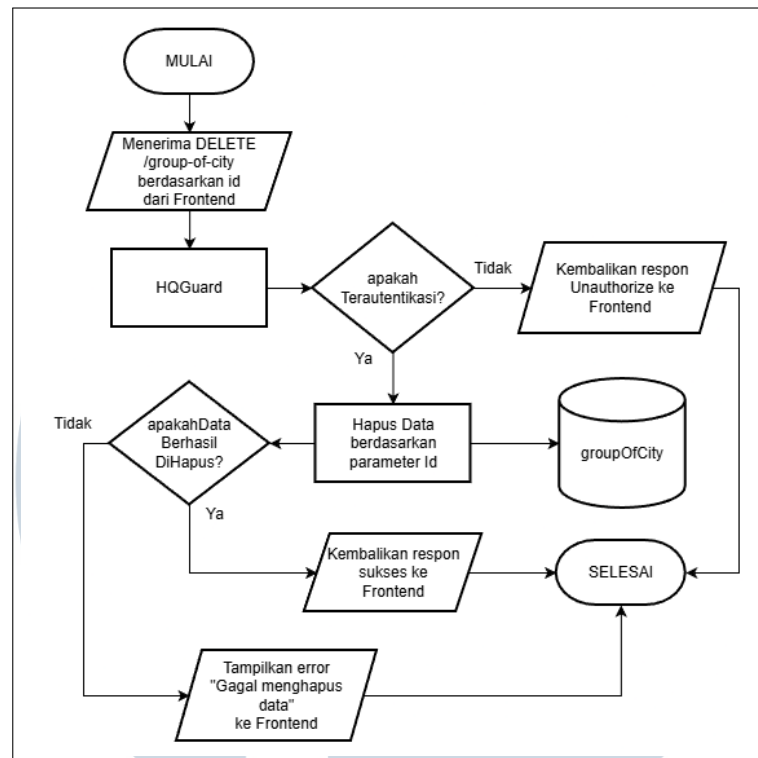 MULAI
Menerima DELETE
/group-of-city
berdasarkan id
dari Frontend
HQGuard
apakah
Terautentikasi?
Tidak
Kembalikan respon
Unauthorize ke
Frontend
Ya
Tidak
apakahData
Berhasil
DiHapus?
Hapus Data
berdasarkan
parameter Id
groupOfCity
Ya
Kembalikan respon
sukses ke
Frontend
SELESAI
Tampilkan error
"Gagal menghapus
data"
ke Frontend